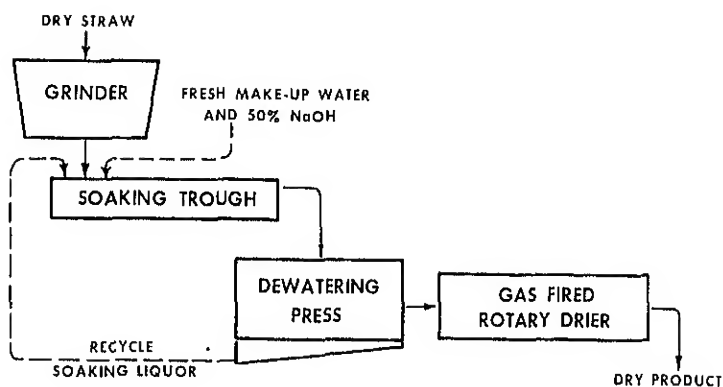 DRY STRAW
GRINDER
FRESH MAKE-UP WATER
AND 50% NaOH
SOAKING TROUGH
DEWATERING
PRESS
GAS FIRED
ROTARY DRIER
RECYCLE
SOAKING LIQUOR
DRY PRODUCT